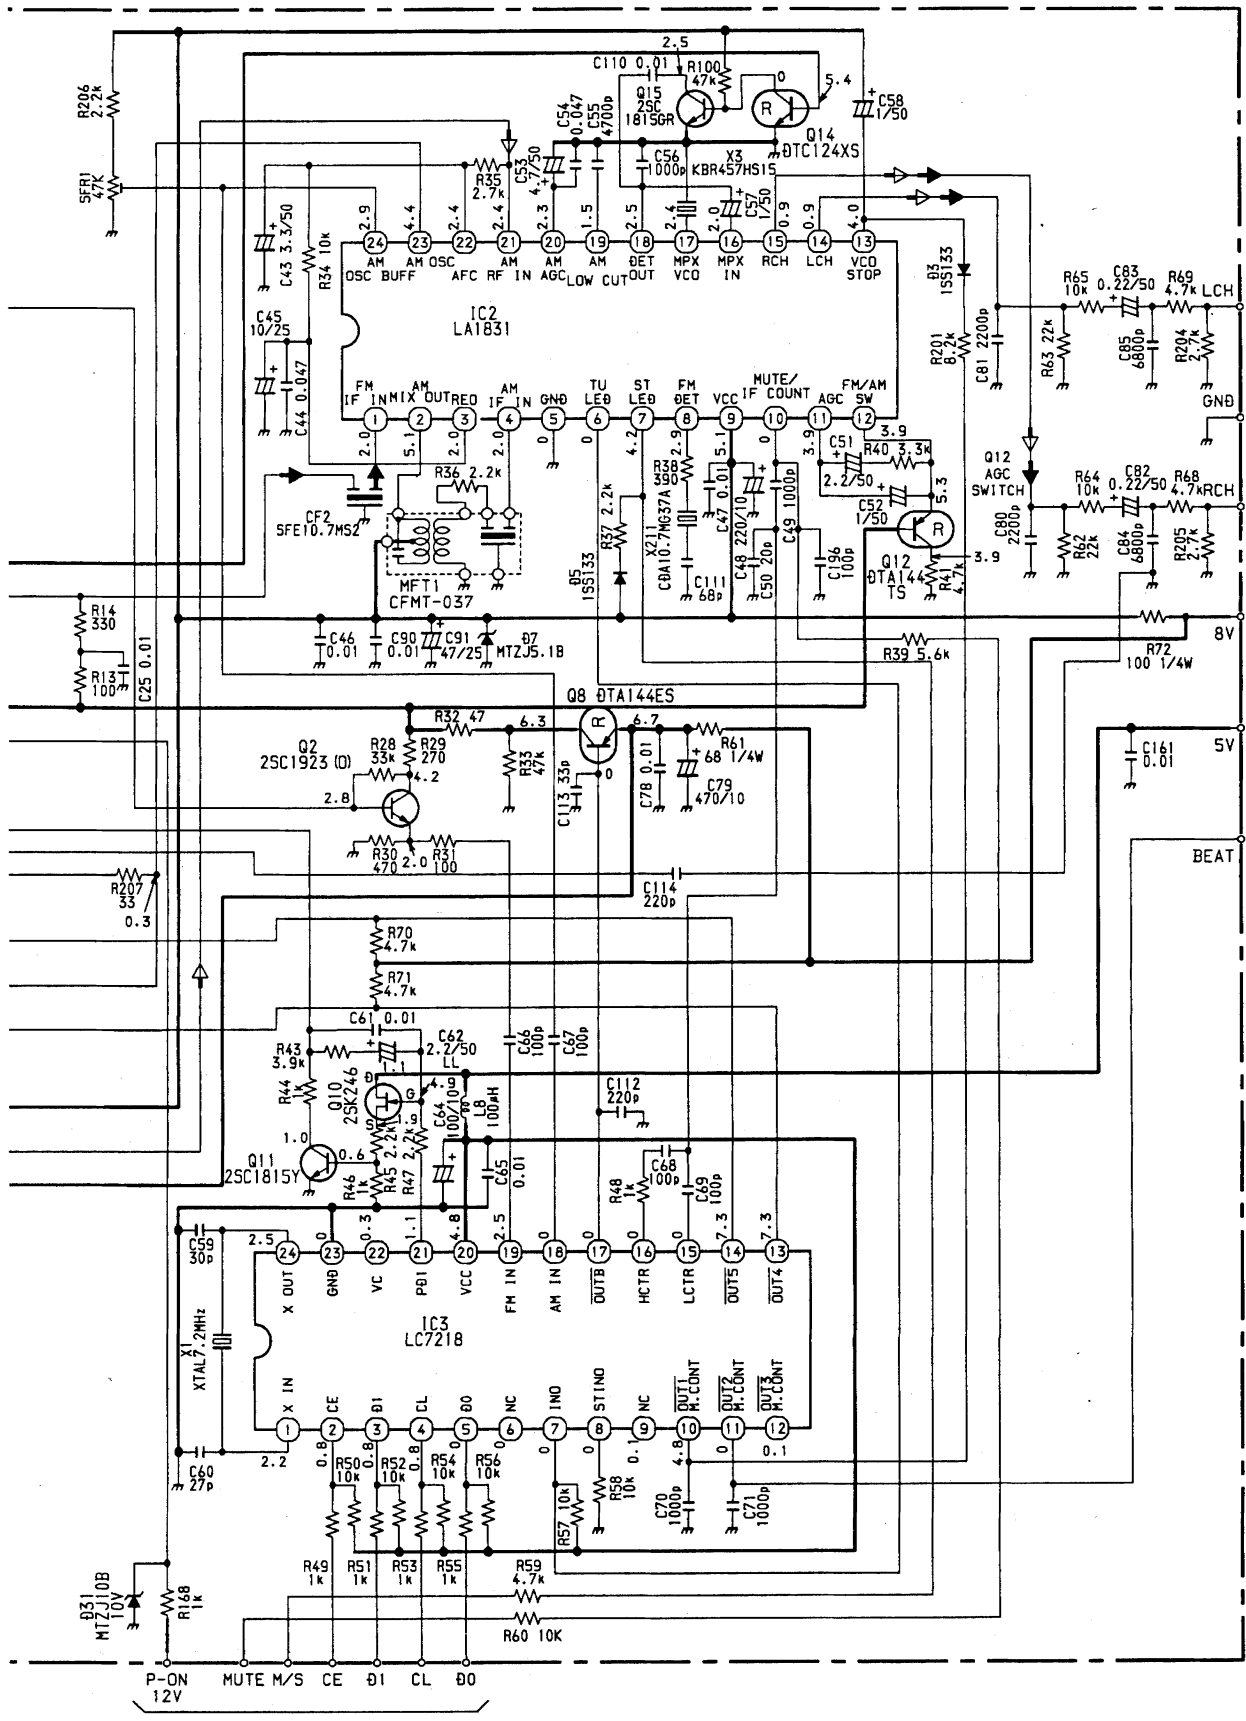 2.5
C110 0.01
R100
47k
0
5.4
Q15
2SC
1815GR
R
Q14
DTC124XS
C58
1/50
R206
2.2k
SFR1
47K
C54
0.047
C55
4700p
C53
4.7/50
C56
1000p
X3
KBR457HS15
C57
1/50
R35
2.7k
C43 3.3/50
R34 10k
2.9
4.4
2.4
2.4
2.3
1.5
2.5
2.4
2.0
0.9
0.9
4.0
24
23
22
21
20
19
18
17
16
15
14
13
AM
OSC BUFF
AM OSC
AFC
AM
RF IN
AM
AGC
AM
LOW CUT
DET
OUT
MPX
VCO
MPX
IN
RCH
LCH
VCO
STOP
IC2
LA1831
D3
1SS133
R201
8.2k
C81 2200p
R63 22k
R65
10k
C83
0.22/50
R69
4.7k
LCH
C85
6800p
R204
2.7k
GND
C45
10/25
C44 0.047
FM
IF IN
AM
MIX OUT
REG
AM
IF IN
GND
TU
LED
ST
LED
FM
DET
VCC
MUTE/
IF COUNT
AGC
FM/AM
SW
1
2
3
4
5
6
7
8
9
10
11
12
2.0
5.1
2.0
2.0
0
0
4.2
2.9
5.1
0
3.9
3.9
C51
2.2/50
R40 3.3k
5.3
C52
1/50
R
Q12
DTA144
TS
R41
4.7k
3.9
Q12
AGC
SWITCH
C80
2200p
R64
10k
C82
0.22/50
R68
4.7k
RCH
R62
22k
C84
6800p
R205
2.7k
CF2
SFE10.7MS2
R36 2.2k
MFT1
CFMT-037
R37 2.2k
D5
1SS133
R38
390
X211
CDA10.7MG37A
C111
68p
C47 0.01
C48 220/10
C50 20p
C49 1000p
C196
100p
R14
330
R13
100
C25 0.01
C46
0.01
C90
0.01
C91
47/25
D7
MTZJ5.1B
R39 5.6k
R72
100 1/4W
8V
Q8 DTA144ES
R
R32 47
6.3
6.7
R61
68 1/4W
5V
C161
0.01
Q2
2SC1923 (O)
R28
33k
R29
270
4.2
2.8
R33
47k
C113 33p
0
C78 0.01
C79
470/10
R30
470
2.0
R31
100
BEAT
R207
33
0.3
C114
220p
R70
4.7k
R71
4.7k
C61 0.01
C66
100p
C67
100p
R43
3.9k
C62
2.2/50
LL
1.1
R44
1k
Q10
2SK246
D
G
S
4.9
1.9
C64
100/10
L8
100μH
C112
220p
1.0
0.6
Q11
2SC1815Y
R46
1k
R45
2.2k
R47
2.2k
C65
0.01
R48
1k
C68
100p
C69
100p
C59
30p
2.5
0
0.3
1.1
4.8
2.5
0
0
0
0
7.3
7.3
24
23
22
21
20
19
18
17
16
15
14
13
X OUT
GND
VC
PD1
VCC
FM IN
AM IN
OUT8
HCTR
LCTR
OUT5
OUT4
IC3
LC7218
X1
XTAL7.2MHz
X IN
CE
D1
CL
D0
NC
INO
STINO
NC
OUT1
M.CONT
OUT2
M.CONT
OUT3
M.CONT
1
2
3
4
5
6
7
8
9
10
11
12
C60
27p
2.2
0.8
0.8
0.8
0
0
0
0
0.1
4.8
0
0.1
R50
10k
R52
10k
R54
10k
R56
10k
R57 10k
R58
10k
C70
1000p
C71
1000p
R49
1k
R51
1k
R53
1k
R55
1k
R59
4.7k
R60 10K
D31
MTZJ10B
10V
R168
1k
P-ON
12V
MUTE
M/S
CE
D1
CL
D0